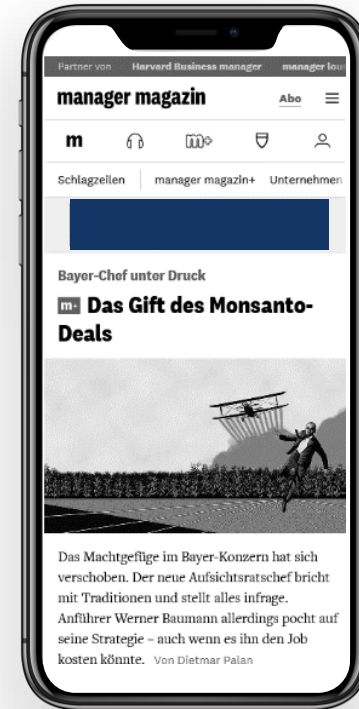 Partner von Harvard Business manager manager lou
manager magazin Abo
m m+
Schlagzeilen manager magazin+ Unternehmen
Bayer-Chef unter Druck
m+ Das Gift des Monsanto-
Deals
Das Machtgefüge im Bayer-Konzern hat sich
verschoben. Der neue Aufsichtsratschef bricht
mit Traditionen und stellt alles infrage.
Anführer Werner Baumann allerdings pocht auf
seine Strategie – auch wenn es ihn den Job
kosten könnte. Von Dietmar Palan